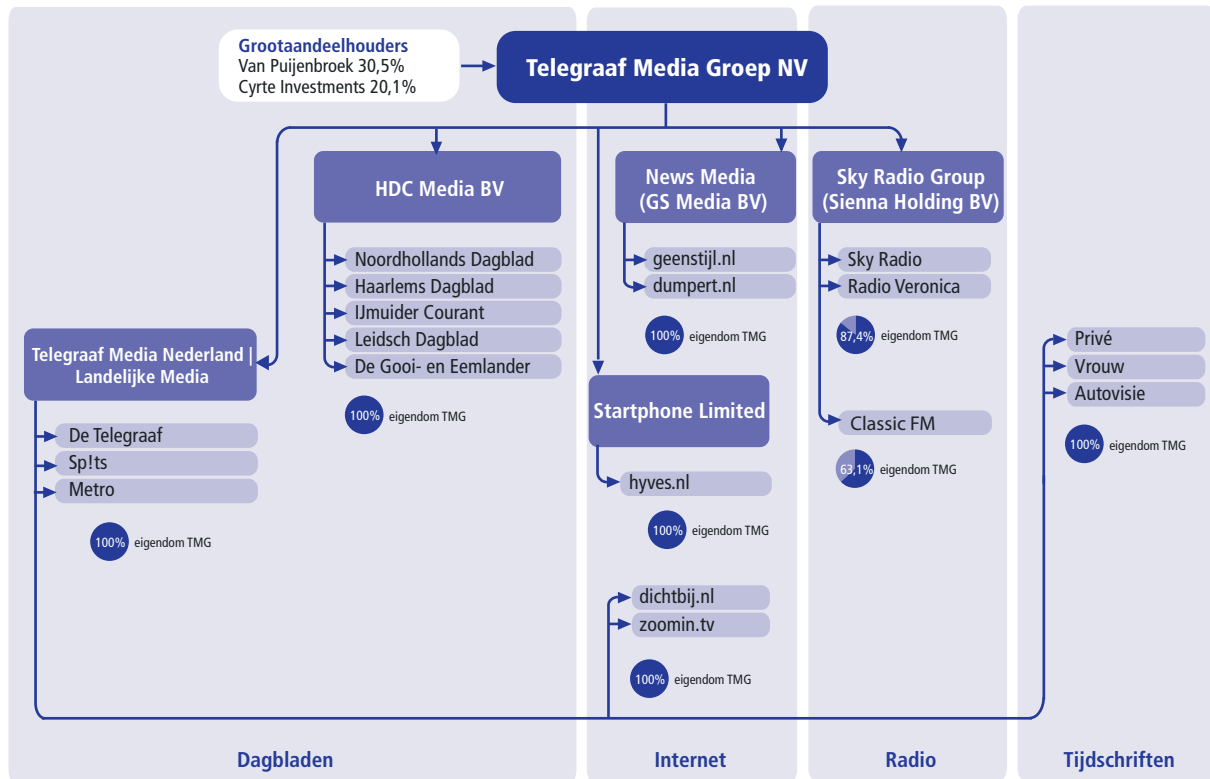 Grootaandeelhouders
Van Puijenbroek 30,5%
Cyrte Investments 20,1%
Telegraaf Media Groep NV
HDC Media BV
Noordhollands Dagblad
Haarlems Dagblad
IJmuider Courant
Leidsch Dagblad
De Gooi- en Eemlander
100% eigendom TMG
Telegraaf Media Nederland |
Landelijke Media
De Telegraaf
Sp!ts
Metro
100% eigendom TMG
News Media
(GS Media BV)
geenstijl.nl
dumpert.nl
100% eigendom TMG
Startphone Limited
hyves.nl
100% eigendom TMG
dichtbij.nl
zoomin.tv
100% eigendom TMG
Sky Radio Group
(Sienna Holding BV)
Sky Radio
Radio Veronica
87,4% eigendom TMG
Classic FM
63,1% eigendom TMG
Privé
Vrouw
Autovisie
100% eigendom TMG
Dagbladen
Internet
Radio
Tijdschriften